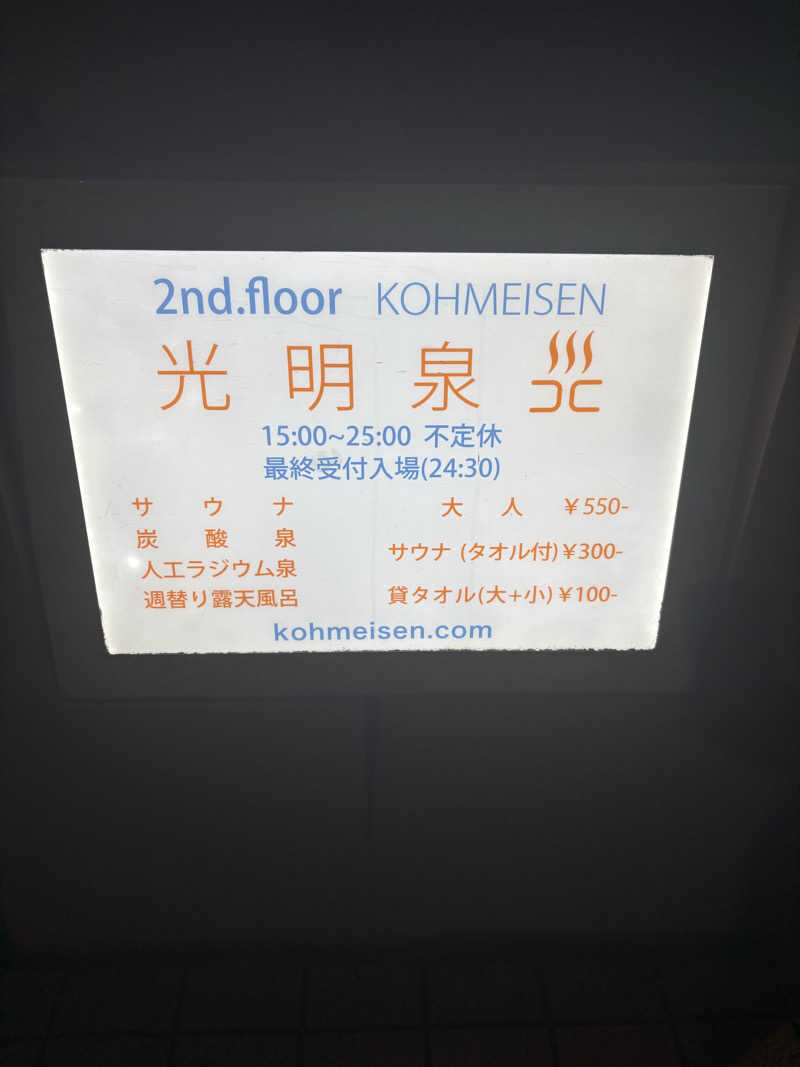 2nd.floor KOHMEISEN
光明泉
15:00~25:00 不定休
最終受付入場(24:30)
サウナ
炭酸泉
人工ラジウム泉
週替り露天風呂
大人 ¥550-
サウナ (タオル付)¥300-
貸タオル(大+小)¥100-
kohmeisen.com